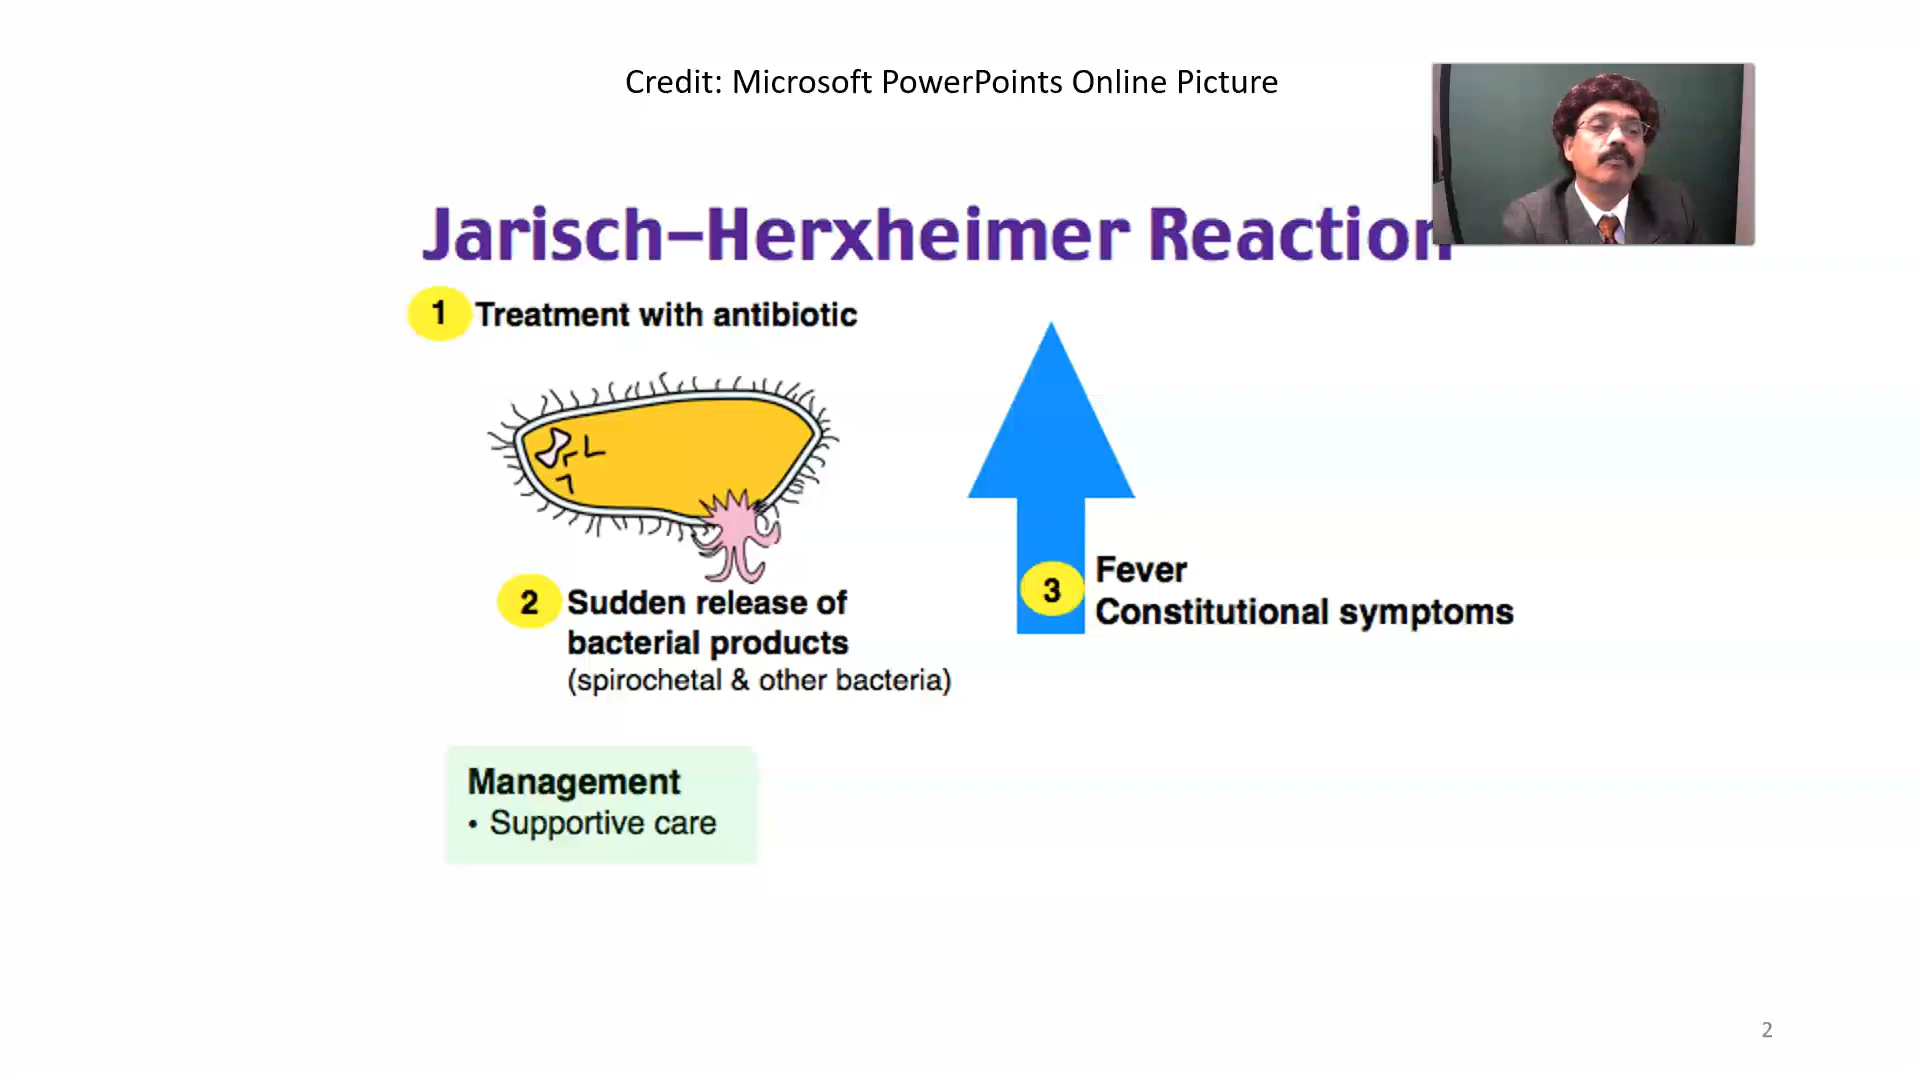 Credit: Microsoft PowerPoints Online Picture
Jarisch–Herxheimer Reaction
1 Treatment with antibiotic
2 Sudden release of
bacterial products
(spirochetal & other bacteria)
3 Fever
Constitutional symptoms
Management
• Supportive care
2